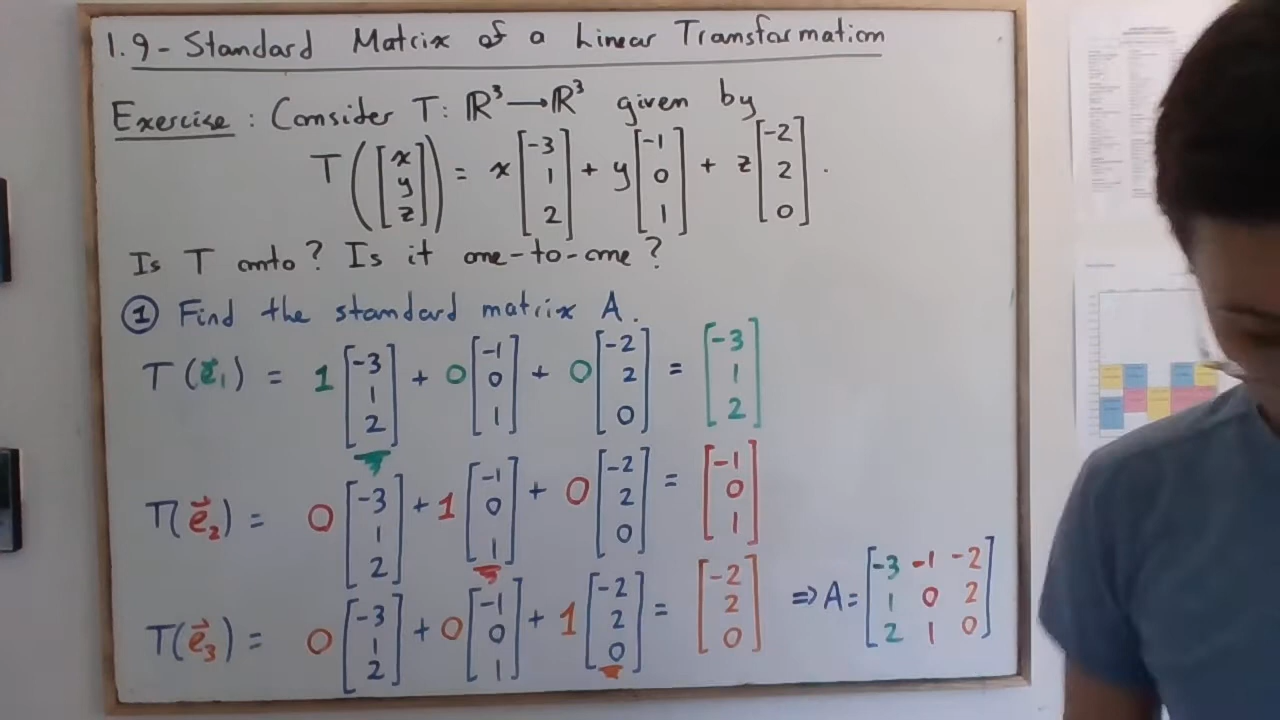 1.9 - Standard Matrix of a Linear Transformation
Exercise: Consider T: ℝ³ → ℝ³ given by
T([x y z]) = x[-3 1 2] + y[-1 0 1] + z[-2 2 0].
Is T onto? Is it one-to-one?
① Find the standard matrix A.
T(e⃗₁) = 1[-3 1 2] + 0[-1 0 1] + 0[-2 2 0] = [-3 1 2]
T(e⃗₂) = 0[-3 1 2] + 1[-1 0 1] + 0[-2 2 0] = [-1 0 1]
T(e⃗₃) = 0[-3 1 2] + 0[-1 0 1] + 1[-2 2 0] = [-2 2 0] ⇒ A = [-3 -1 -2
1 0 2
2 1 0]